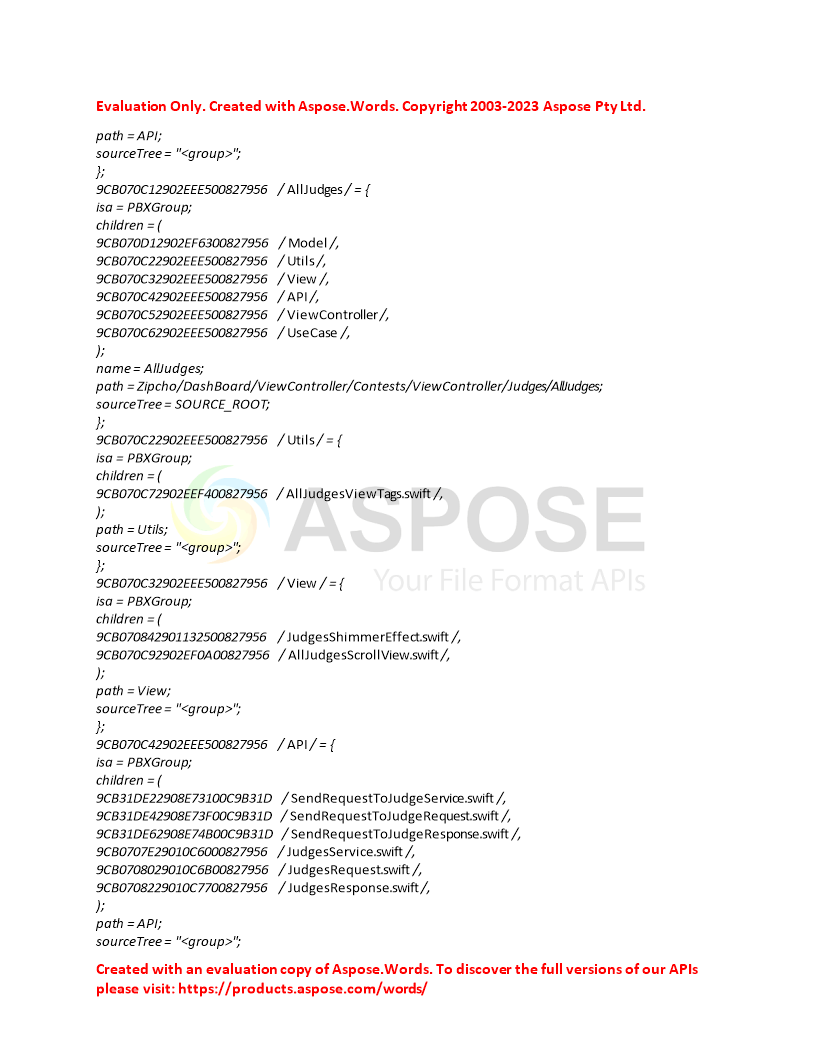 Evaluation Only. Created with Aspose.Words. Copyright 2003-2023 Aspose Pty Ltd.
path = API;
sourceTree = "<group>";
};
9CB070C12902EEE500827956 / AllJudges / = {
isa = PBXGroup;
children = (
9CB070D12902EF6300827956 / Model /,
9CB070C22902EEE500827956 / Utils /,
9CB070C32902EEE500827956 / View /,
9CB070C42902EEE500827956 / API /,
9CB070C52902EEE500827956 / ViewController /,
9CB070C62902EEE500827956 / UseCase /,
);
name = AllJudges;
path = Zipcho/DashBoard/ViewController/Contests/ViewController/Judges/AllJudges;
sourceTree = SOURCE_ROOT;
};
9CB070C22902EEE500827956 / Utils / = {
isa = PBXGroup;
children = (
9CB070C72902EEF400827956 / AllJudgesViewTags.swift /,
);
path = Utils;
sourceTree = "<group>";
};
9CB070C32902EEE500827956 / View / = {
isa = PBXGroup;
children = (
9CB070842901132500827956 / JudgesShimmerEffect.swift /,
9CB070C92902EF0A00827956 / AllJudgesScrollView.swift /,
);
path = View;
sourceTree = "<group>";
};
9CB070C42902EEE500827956 / API / = {
isa = PBXGroup;
children = (
9CB31DE22908E73100C9B31D / SendRequestToJudgeService.swift /,
9CB31DE42908E73F00C9B31D / SendRequestToJudgeRequest.swift /,
9CB31DE62908E74B00C9B31D / SendRequestToJudgeResponse.swift /,
9CB0707E29010C6000827956 / JudgesService.swift /,
9CB0708029010C6B00827956 / JudgesRequest.swift /,
9CB0708229010C7700827956 / JudgesResponse.swift /,
);
path = API;
sourceTree = "<group>";
Created with an evaluation copy of Aspose.Words. To discover the full versions of our APIs
please visit: https://products.aspose.com/words/
ASPOSE
Your File Format APIs